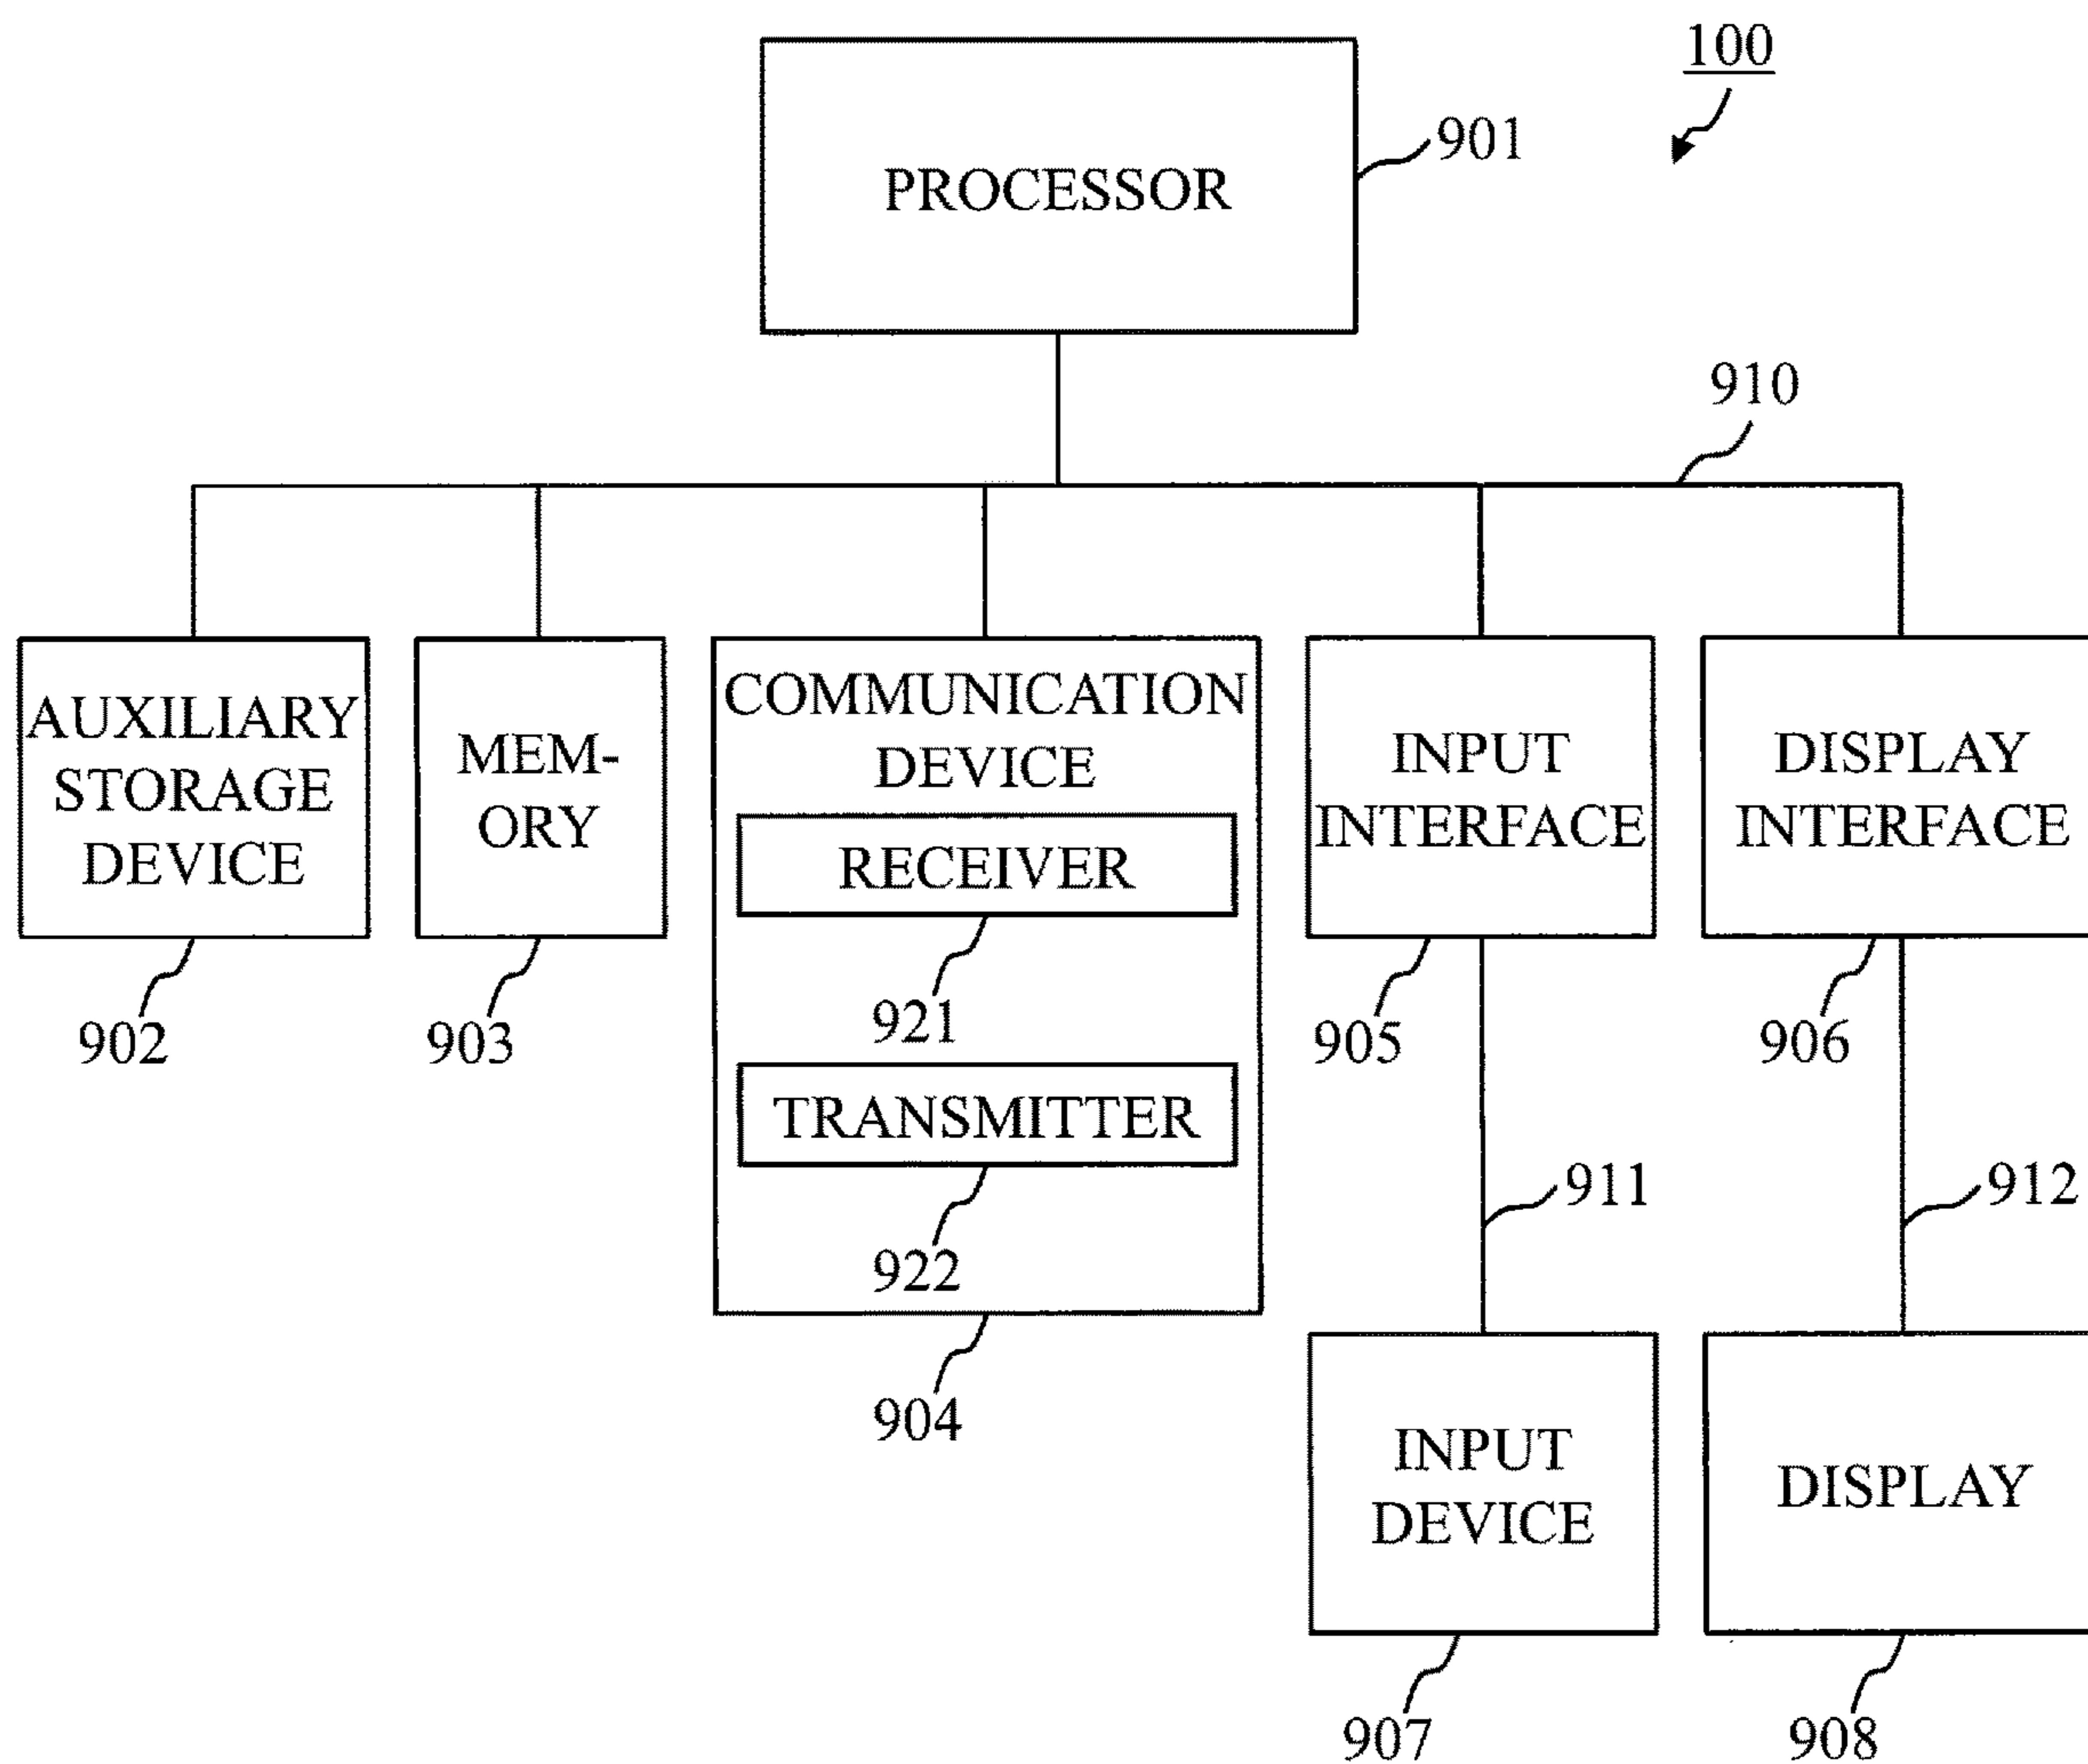 100
901
PROCESSOR
910
AUXILIARY
STORAGE
DEVICE
MEM-
ORY
COMMUNICATION
DEVICE
RECEIVER
921
TRANSMITTER
922
INPUT
INTERFACE
DISPLAY
INTERFACE
902
903
905
906
911
912
904
INPUT
DEVICE
DISPLAY
907
908